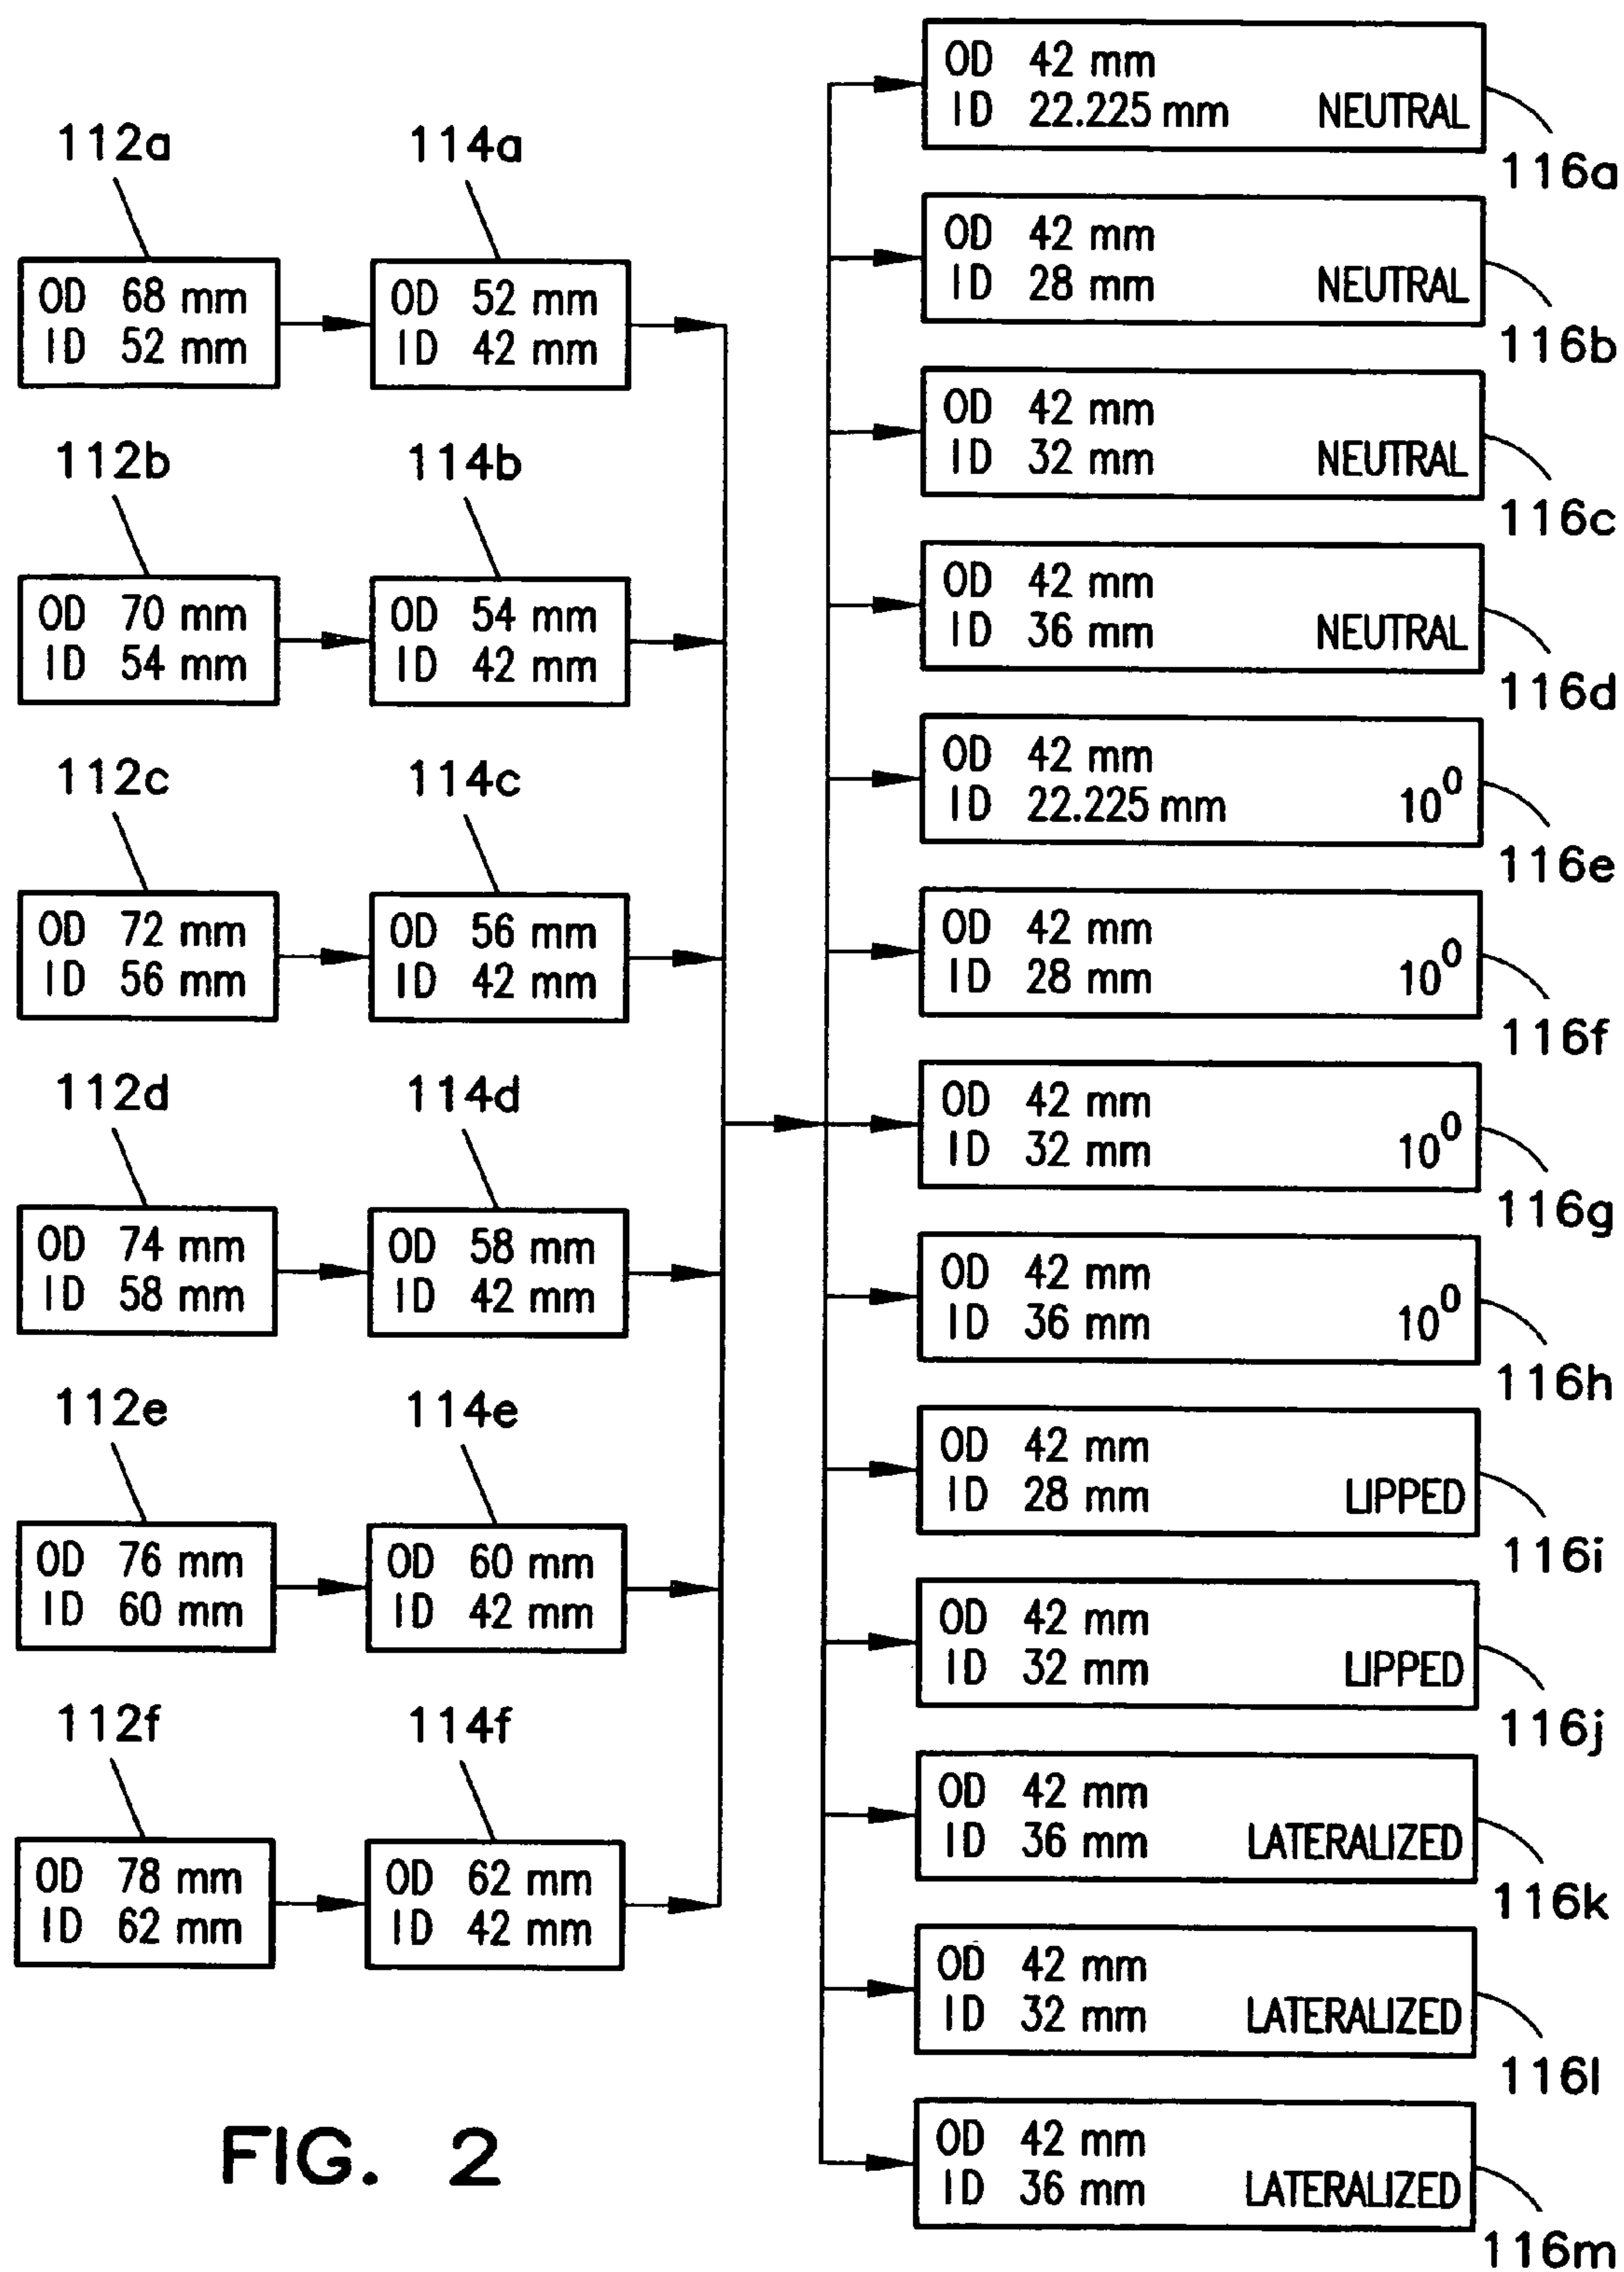 112a
OD 68 mm
ID 52 mm
114a
OD 52 mm
ID 42 mm
112b
OD 70 mm
ID 54 mm
114b
OD 54 mm
ID 42 mm
112c
OD 72 mm
ID 56 mm
114c
OD 56 mm
ID 42 mm
112d
OD 74 mm
ID 58 mm
114d
OD 58 mm
ID 42 mm
112e
OD 76 mm
ID 60 mm
114e
OD 60 mm
ID 42 mm
112f
OD 78 mm
ID 62 mm
114f
OD 62 mm
ID 42 mm
OD 42 mm
ID 22.225 mm NEUTRAL
116a
OD 42 mm
ID 28 mm NEUTRAL
116b
OD 42 mm
ID 32 mm NEUTRAL
116c
OD 42 mm
ID 36 mm NEUTRAL
116d
OD 42 mm
ID 22.225 mm 10⁰
116e
OD 42 mm
ID 28 mm 10⁰
116f
OD 42 mm
ID 32 mm 10⁰
116g
OD 42 mm
ID 36 mm 10⁰
116h
OD 42 mm
ID 28 mm LIPPED
116i
OD 42 mm
ID 32 mm LIPPED
116j
OD 42 mm
ID 36 mm LATERALIZED
116k
OD 42 mm
ID 32 mm LATERALIZED
116l
OD 42 mm
ID 36 mm LATERALIZED
116m
FIG. 2